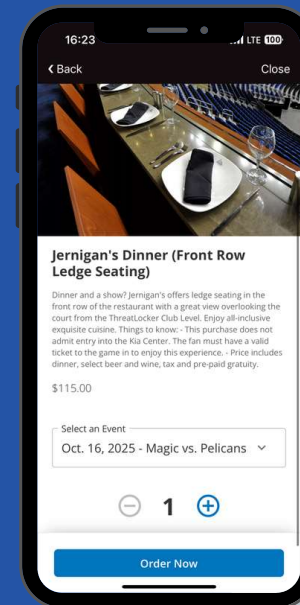 16:23
LTE 100
Back
Close
Jernigan's Dinner (Front Row
Ledge Seating)
Dinner and a show? Jernigan's offers ledge seating in the
front row of the restaurant with a great view overlooking the
court from the ThreatLocker Club Level. Enjoy all-inclusive
exquisite cuisine. Things to know: - This purchase does not
admit entry into the Kia Center. The fan must have a valid
ticket to the game in to enjoy this experience. - Price includes
dinner, select beer and wine, tax and pre-paid gratuity.
$115.00
Select an Event
Oct. 16, 2025 - Magic vs. Pelicans
1
Order Now